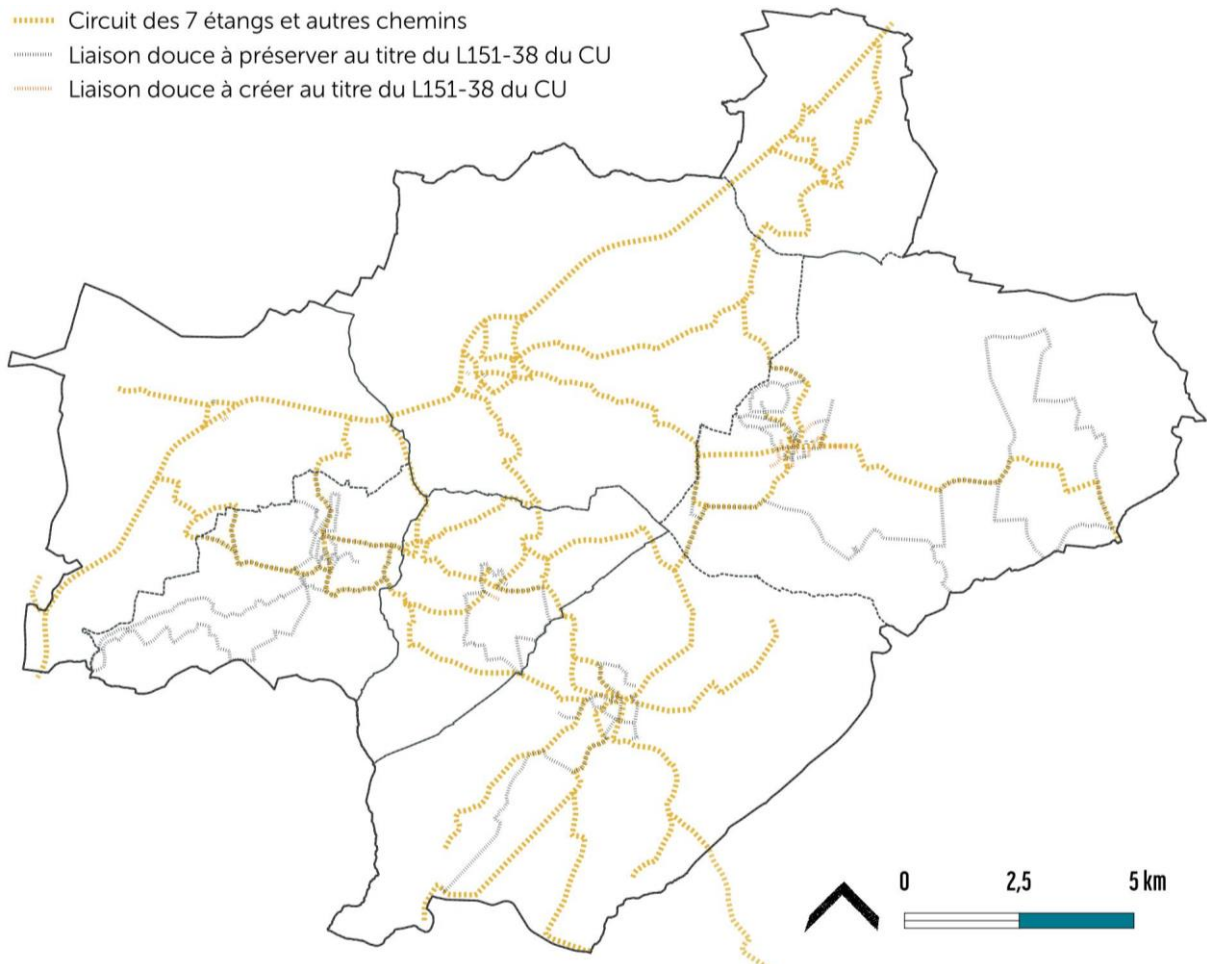 Circuit des 7 étangs et autres chemins
Liaison douce à préserver au titre du L151-38 du CU
Liaison douce à créer au titre du L151-38 du CU
0 2,5 5 km